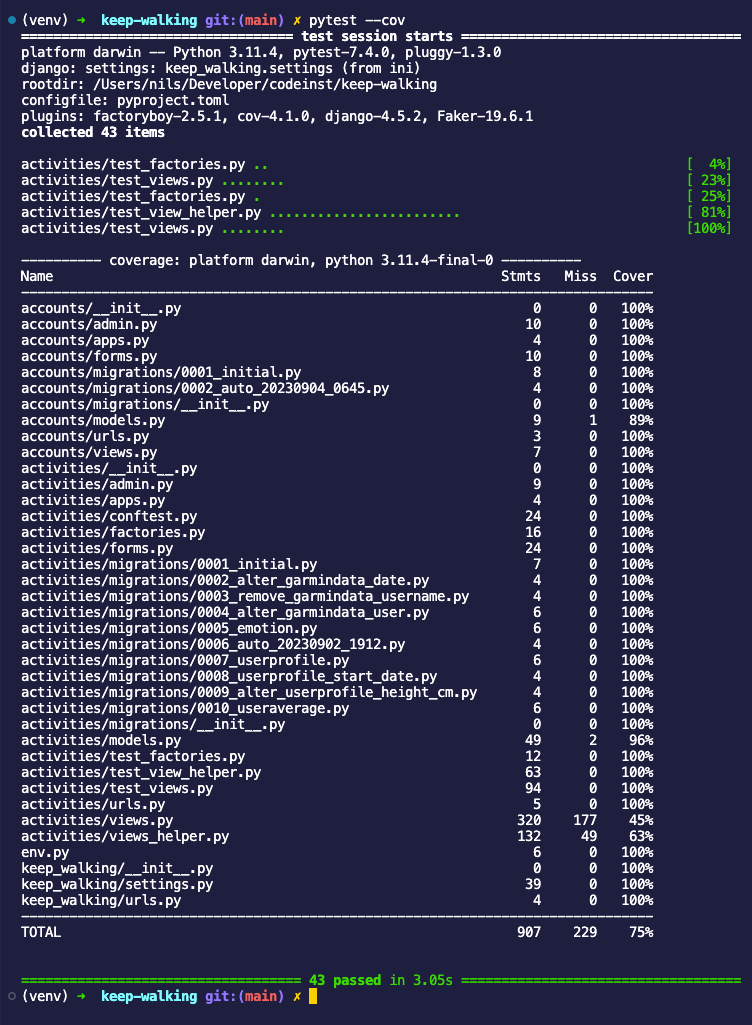 (venv) ➜ keep-walking git:(main) ✗ pytest --cov
================================== test session starts ===================================
platform darwin -- Python 3.11.4, pytest-7.4.0, pluggy-1.3.0
django: settings: keep_walking.settings (from ini)
rootdir: /Users/nils/Developer/codeinst/keep-walking
configfile: pyproject.toml
plugins: factoryboy-2.5.1, cov-4.1.0, django-4.5.2, Faker-19.6.1
collected 43 items
activities/test_factories.py .. [ 4%]
activities/test_views.py ........ [ 23%]
activities/test_factories.py . [ 25%]
activities/test_view_helper.py ........................ [ 81%]
activities/test_views.py ........ [100%]
---------- coverage: platform darwin, python 3.11.4-final-0 ----------
Name Stmts Miss Cover
-------------------------------------------------------------------------------
accounts/__init__.py 0 0 100%
accounts/admin.py 10 0 100%
accounts/apps.py 4 0 100%
accounts/forms.py 10 0 100%
accounts/migrations/0001_initial.py 8 0 100%
accounts/migrations/0002_auto_20230904_0645.py 4 0 100%
accounts/migrations/__init__.py 0 0 100%
accounts/models.py 9 1 89%
accounts/urls.py 3 0 100%
accounts/views.py 7 0 100%
activities/__init__.py 0 0 100%
activities/admin.py 9 0 100%
activities/apps.py 4 0 100%
activities/conftest.py 24 0 100%
activities/factories.py 16 0 100%
activities/forms.py 24 0 100%
activities/migrations/0001_initial.py 7 0 100%
activities/migrations/0002_alter_garmindata_date.py 4 0 100%
activities/migrations/0003_remove_garmindata_username.py 4 0 100%
activities/migrations/0004_alter_garmindata_user.py 6 0 100%
activities/migrations/0005_emotion.py 6 0 100%
activities/migrations/0006_auto_20230902_1912.py 4 0 100%
activities/migrations/0007_userprofile.py 6 0 100%
activities/migrations/0008_userprofile_start_date.py 4 0 100%
activities/migrations/0009_alter_userprofile_height_cm.py 4 0 100%
activities/migrations/0010_useraverage.py 6 0 100%
activities/migrations/__init__.py 0 0 100%
activities/models.py 49 2 96%
activities/test_factories.py 12 0 100%
activities/test_view_helper.py 63 0 100%
activities/test_views.py 94 0 100%
activities/urls.py 5 0 100%
activities/views.py 320 177 45%
activities/views_helper.py 132 49 63%
env.py 6 0 100%
keep_walking/__init__.py 0 0 100%
keep_walking/settings.py 39 0 100%
keep_walking/urls.py 4 0 100%
-------------------------------------------------------------------------------
TOTAL 907 229 75%
=================================== 43 passed in 3.05s ===================================
(venv) ➜ keep-walking git:(main) ✗